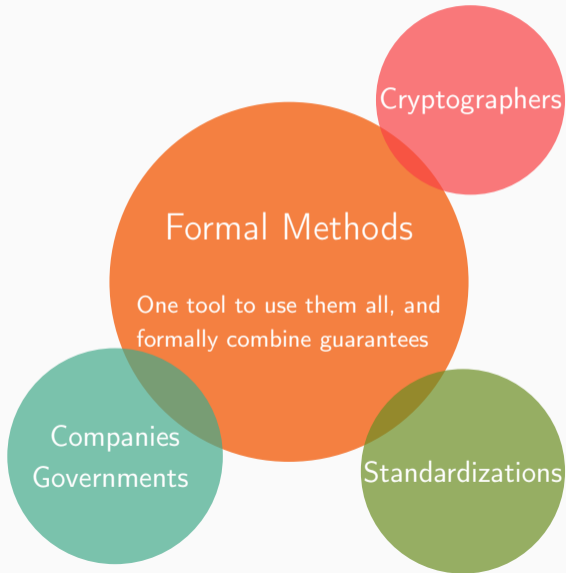 Cryptographers
Formal Methods
One tool to use them all, and
formally combine guarantees
Companies
Governments
Standardizations